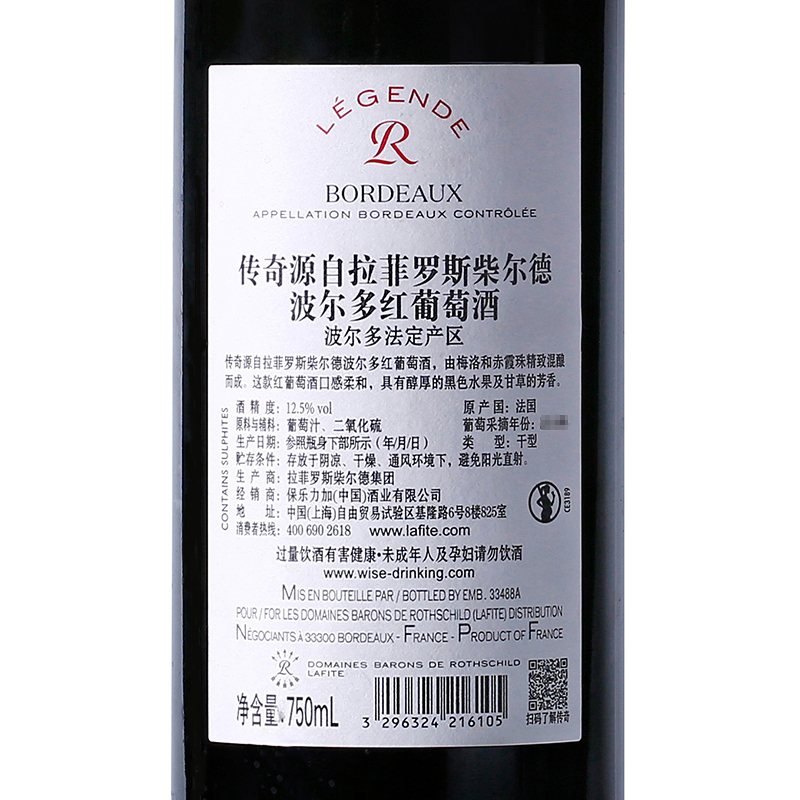 LÉGENDE
R
BORDEAUX
APPELLATION BORDEAUX CONTRÔLÉE
传奇源自拉菲罗斯柴尔德
波尔多红葡萄酒
波尔多法定产区
传奇源自拉菲罗斯柴尔德波尔多红葡萄酒，由梅洛和赤霞珠精致混酿
而成。这款红葡萄酒口感柔和，具有醇厚的黑色水果及甘草的芳香。
CONTAINS SULPHITES
酒精度：12.5% vol 原产国：法国
原料与辅料：葡萄汁、二氧化硫 葡萄采摘年份：
生产日期：参照瓶身下部所示（年/月/日） 类型：干型
贮存条件：存放于阴凉、干燥、通风环境下，避免阳光直射。
生产商：拉菲罗斯柴尔德集团
经销商：保乐力加(中国)酒业有限公司
地址：中国(上海)自由贸易试验区基隆路6号8楼825室
消费者热线：400 690 2618 www.lafite.com
CE3189
过量饮酒有害健康·未成年人及孕妇请勿饮酒
www.wise-drinking.com
MIS EN BOUTEILLE PAR / BOTTLED BY EMB. 33488A
POUR / FOR LES DOMAINES BARONS DE ROTHSCHILD (LAFITE) DISTRIBUTION
NÉGOCIANTS À 33300 BORDEAUX - FRANCE - PRODUCT OF FRANCE
R
DOMAINES BARONS DE ROTHSCHILD
LAFITE
净含量：750mL
3 296324 216105
扫码了解传奇